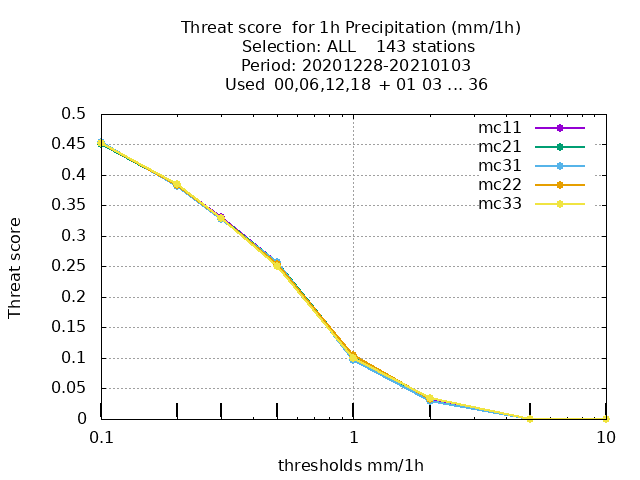 Threat score  for 1h Precipitation (mm/1h)
Selection: ALL    143 stations
Period: 20201228-20210103
Used  00,06,12,18  + 01 03 ... 36
0.5
0.45
0.4
0.35
0.3
0.25
0.2
0.15
0.1
0.05
0
Threat score
mc11
mc21
mc31
mc22
mc33
0.1 1 10
thresholds mm/1h